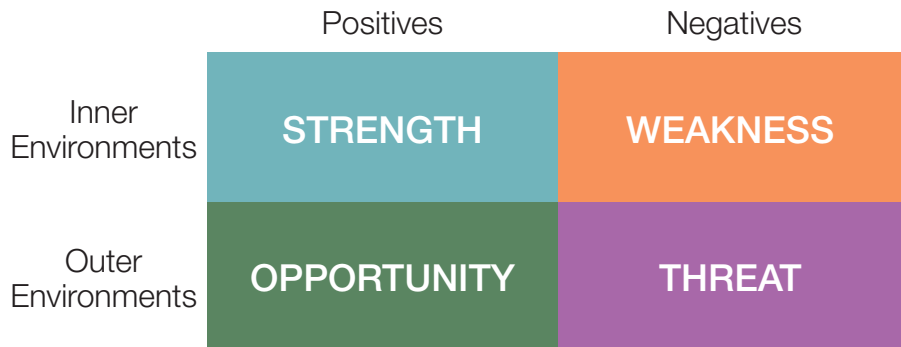 Positives Negatives
Inner
Environments
STRENGTH WEAKNESS
Outer
Environments
OPPORTUNITY THREAT